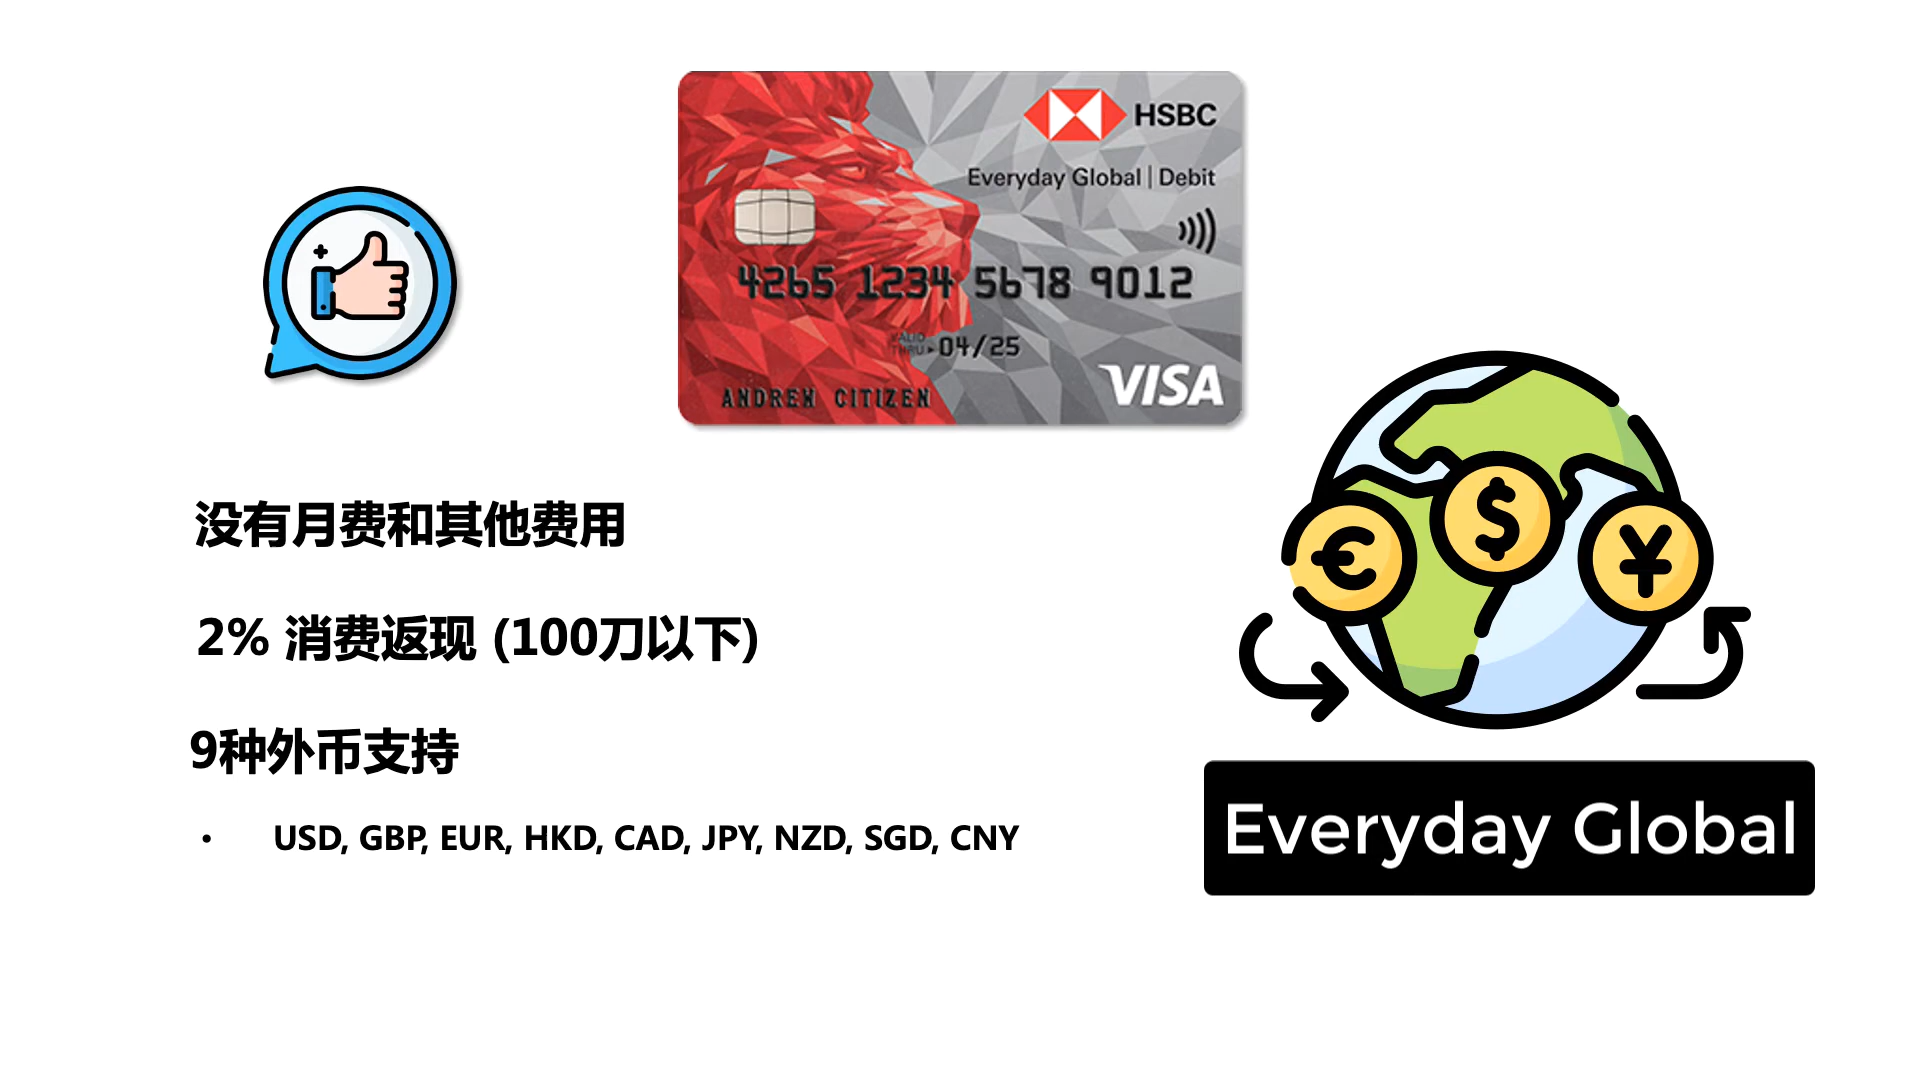 HSBC
Everyday Global | Debit
4265 1234 5678 9012
VALID THRU ▸ 04/25
ANDREW CITIZEN
VISA
没有月费和其他费用
2% 消费返现 (100刀以下)
9种外币支持
• USD, GBP, EUR, HKD, CAD, JPY, NZD, SGD, CNY
€ $ ¥
Everyday Global